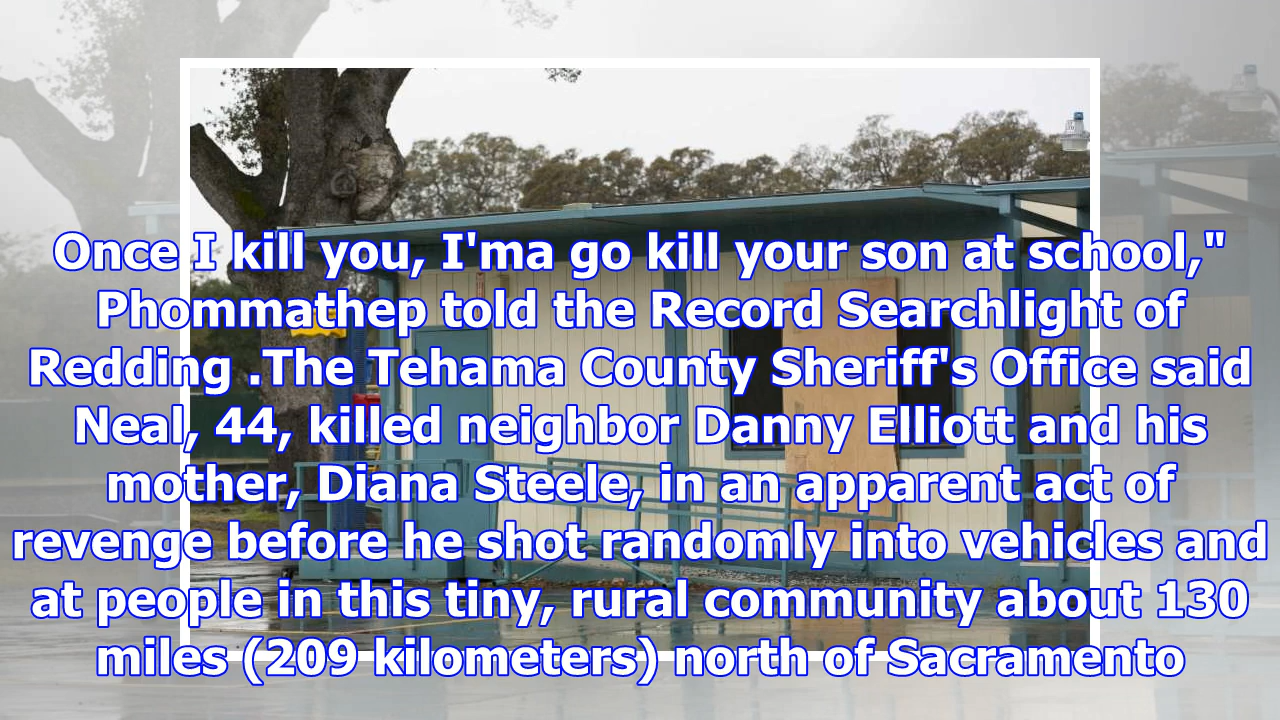 Once I kill you, I'ma go kill your son at school,"
Phommathep told the Record Searchlight of
Redding .The Tehama County Sheriff's Office said
Neal, 44, killed neighbor Danny Elliott and his
mother, Diana Steele, in an apparent act of
revenge before he shot randomly into vehicles and
at people in this tiny, rural community about 130
miles (209 kilometers) north of Sacramento